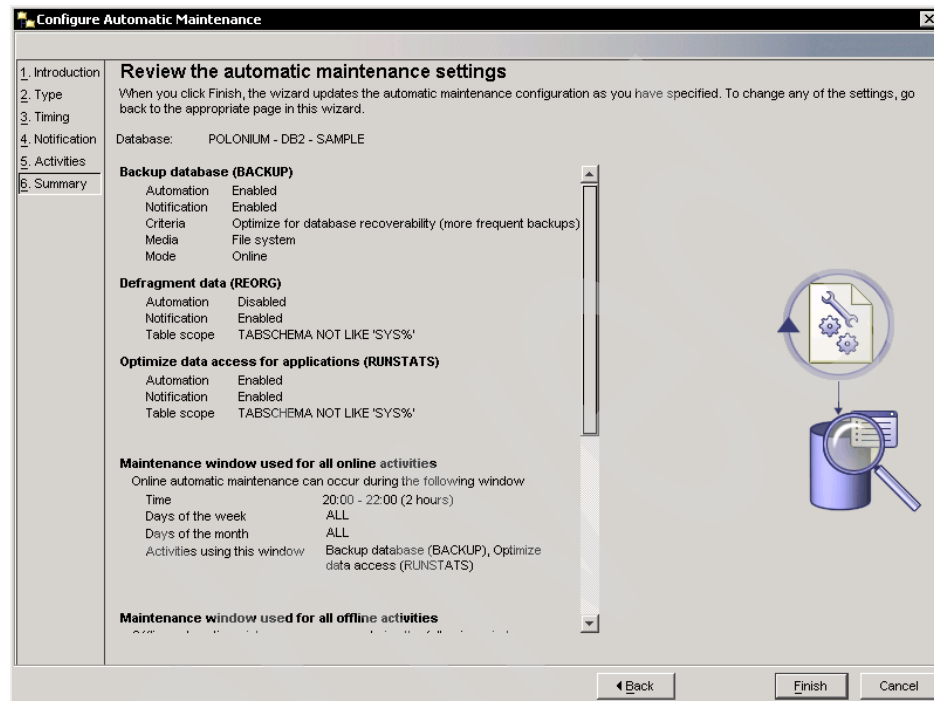 Configure Automatic Maintenance
1. Introduction
2. Type
3. Timing
4. Notification
5. Activities
6. Summary
Review the automatic maintenance settings
When you click Finish, the wizard updates the automatic maintenance configuration as you have specified. To change any of the settings, go
back to the appropriate page in this wizard.
Database: POLONIUM - DB2 - SAMPLE
Backup database (BACKUP)
Automation Enabled
Notification Enabled
Criteria Optimize for database recoverability (more frequent backups)
Media File system
Mode Online
Defragment data (REORG)
Automation Disabled
Notification Enabled
Table scope TABSCHEMA NOT LIKE 'SYS%'
Optimize data access for applications (RUNSTATS)
Automation Enabled
Notification Enabled
Table scope TABSCHEMA NOT LIKE 'SYS%'
Maintenance window used for all online activities
Online automatic maintenance can occur during the following window
Time 20:00 - 22:00 (2 hours)
Days of the week ALL
Days of the month ALL
Activities using this window Backup database (BACKUP), Optimize
data access (RUNSTATS)
Maintenance window used for all offline activities
Back
Finish
Cancel